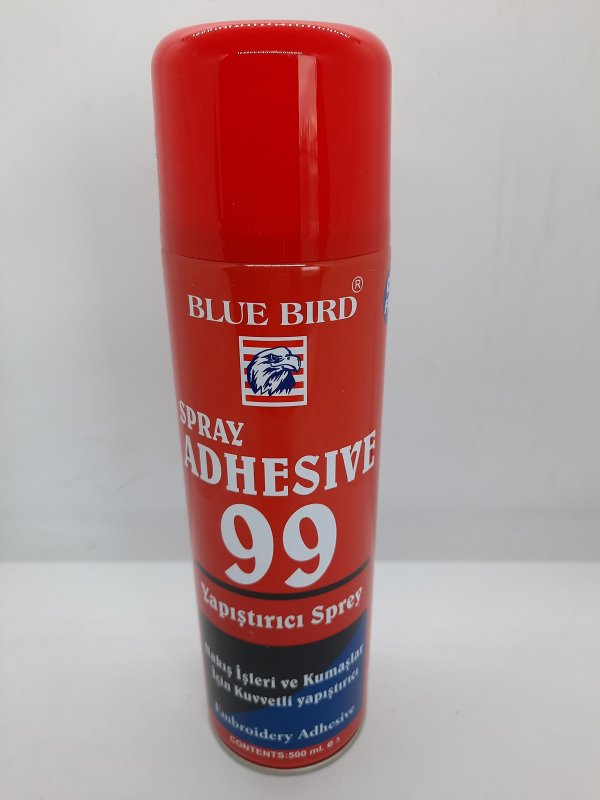 BLUE BIRD®
SPRAY
ADHESIVE
99
Yapıştırıcı Sprey
Nakış İşleri ve Kumaşlar
İçin Kuvvetli yapıştırıcı
Embroidery Adhesive
CONTENTS:500 mL e 3